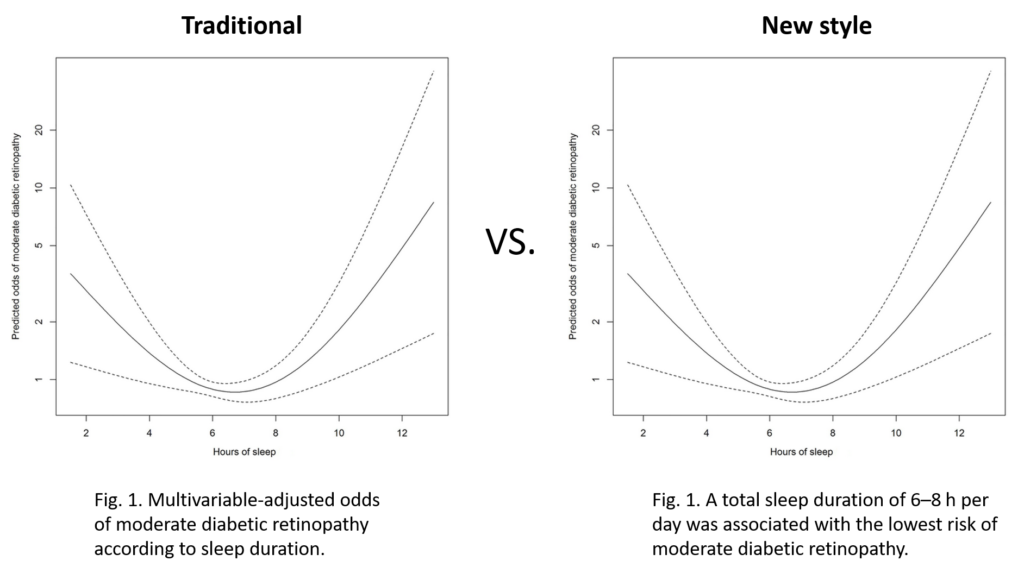 Traditional
New style
Predicted odds of moderate diabetic retinopathy
20
10
5
2
1
2
4
6
8
10
12
Hours of sleep
VS.
Predicted odds of moderate diabetic retinopathy
20
10
5
2
1
2
4
6
8
10
12
Hours of sleep
Fig. 1. Multivariable-adjusted odds
of moderate diabetic retinopathy
according to sleep duration.
Fig. 1. A total sleep duration of 6–8 h per
day was associated with the lowest risk of
moderate diabetic retinopathy.